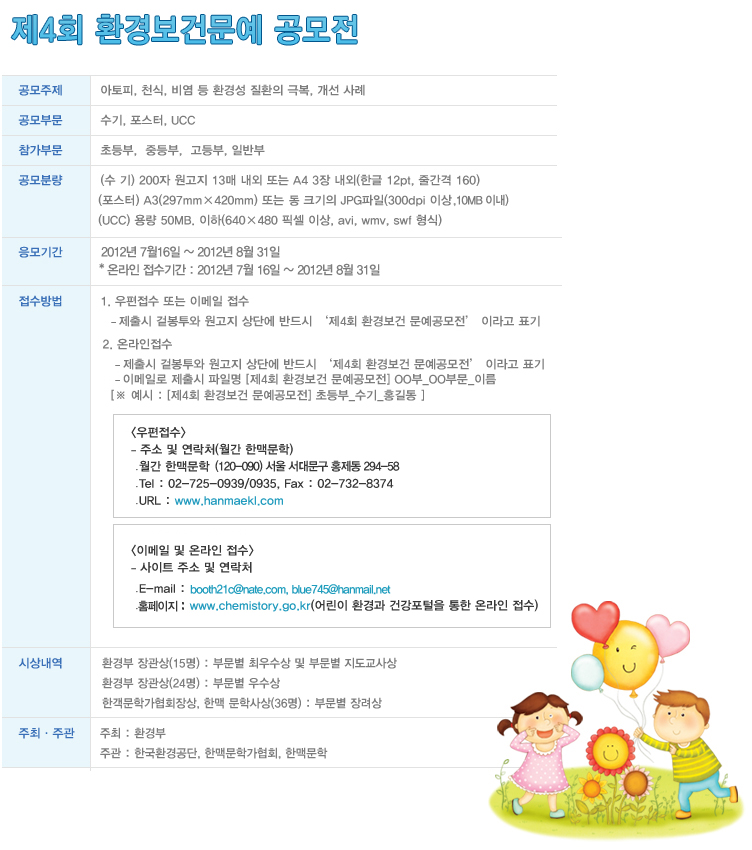 제4회 환경보건문예 공모전
공모주제 아토피, 천식, 비염 등 환경성 질환의 극복, 개선 사례
공모부문 수기, 포스터, UCC
참가부문 초등부, 중등부, 고등부, 일반부
공모분량 (수 기) 200자 원고지 13매 내외 또는 A4 3장 내외(한글 12pt, 줄간격 160)
(포스터) A3(297mm×420mm) 또는 동 크기의 JPG파일(300dpi 이상,10MB 이내)
(UCC) 용량 50MB. 이하(640×480 픽셀 이상, avi, wmv, swf 형식)
응모기간 2012년 7월16일 ~ 2012년 8월 31일
* 온라인 접수기간 : 2012년 7월 16일 ~ 2012년 8월 31일
접수방법 1. 우편접수 또는 이메일 접수
- 제출시 겉봉투와 원고지 상단에 반드시 ‘제4회 환경보건 문예공모전’ 이라고 표기
2. 온라인접수
- 제출시 겉봉투와 원고지 상단에 반드시 ‘제4회 환경보건 문예공모전’ 이라고 표기
- 이메일로 제출시 파일명 [제4회 환경보건 문예공모전] OO부_OO부문_이름
[※ 예시 : [제4회 환경보건 문예공모전] 초등부_수기_홍길동 ]
<우편접수>
- 주소 및 연락처(월간 한맥문학)
.월간 한맥문학 (120-090) 서울 서대문구 홍제동 294-58
.Tel : 02-725-0939/0935, Fax : 02-732-8374
.URL : www.hanmaekl.com
<이메일 및 온라인 접수>
- 사이트 주소 및 연락처
.E-mail : booth21c@nate.com, blue745@hanmail.net
.홈페이지 : www.chemistory.go.kr(어린이 환경과 건강포털을 통한 온라인 접수)
시상내역 환경부 장관상(15명) : 부문별 최우수상 및 부문별 지도교사상
환경부 장관상(24명) : 부문별 우수상
한객문학가협회장상, 한맥 문학사상(36명) : 부문별 장려상
주최 · 주관 주최 : 환경부
주관 : 한국환경공단, 한맥문학가협회, 한맥문학